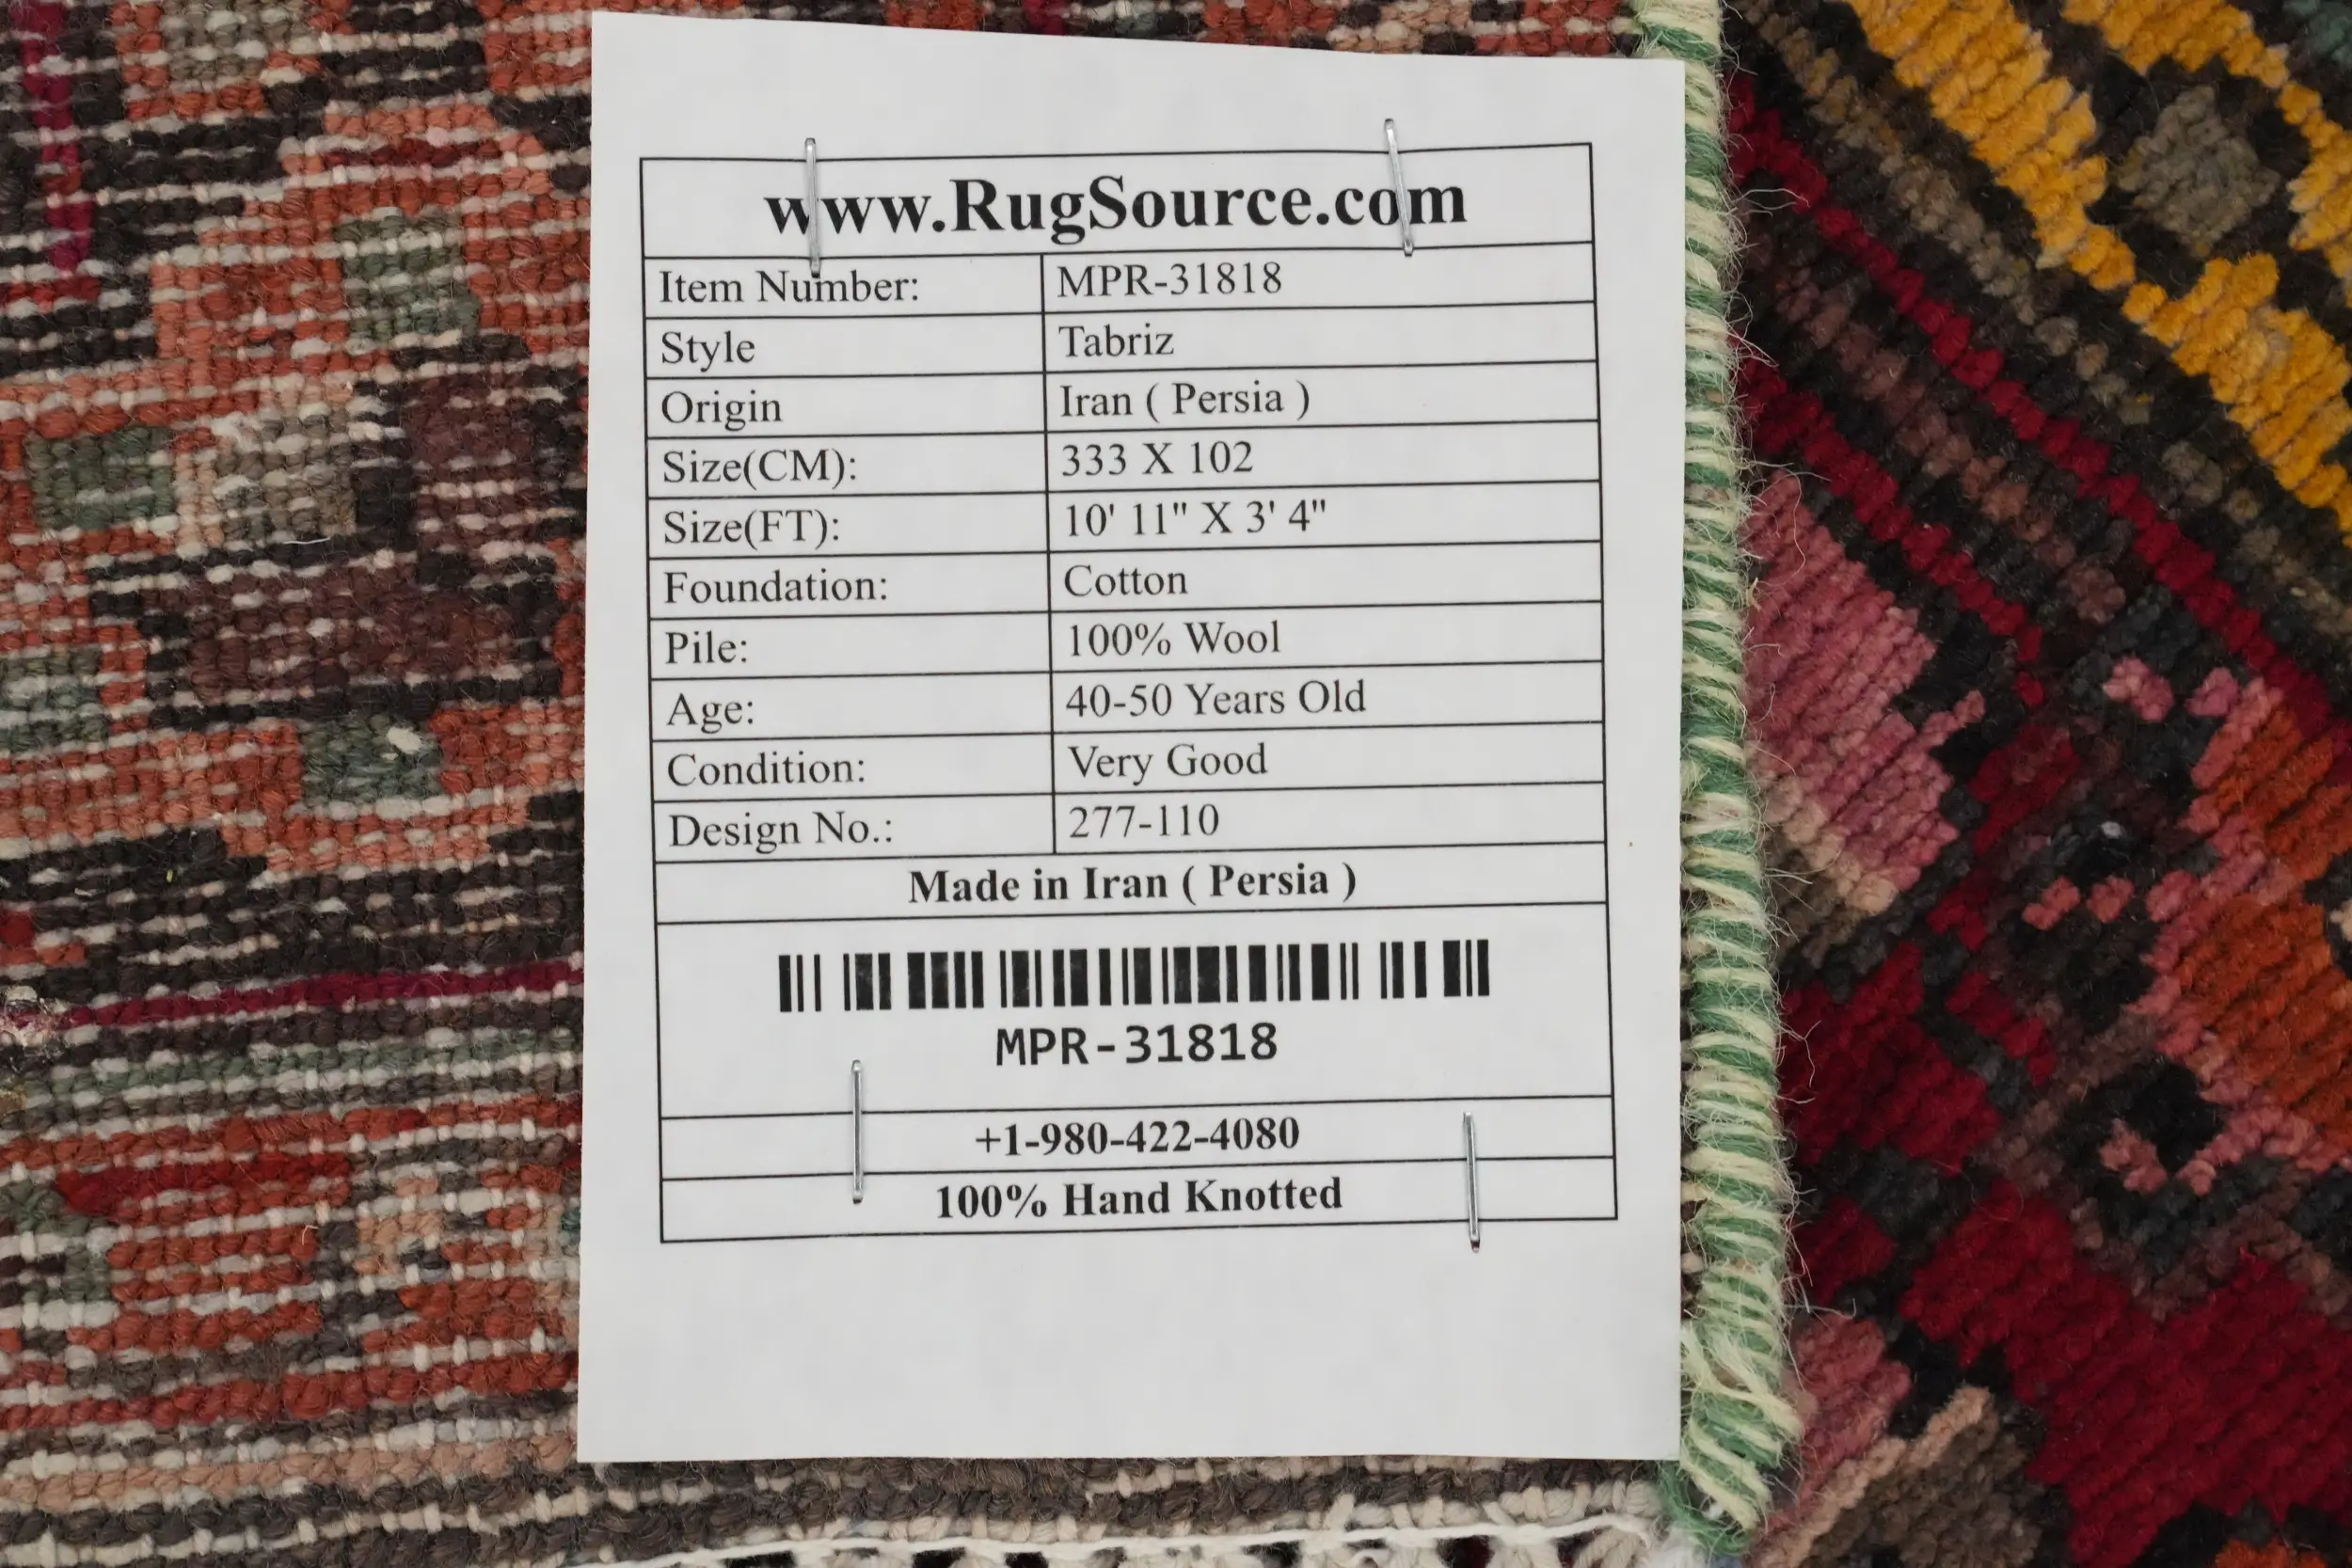 www.RugSource.com
Item Number: MPR-31818
Style Tabriz
Origin Iran ( Persia )
Size(CM): 333 X 102
Size(FT): 10' 11" X 3' 4"
Foundation: Cotton
Pile: 100% Wool
Age: 40-50 Years Old
Condition: Very Good
Design No.: 277-110
Made in Iran ( Persia )
MPR-31818
+1-980-422-4080
100% Hand Knotted